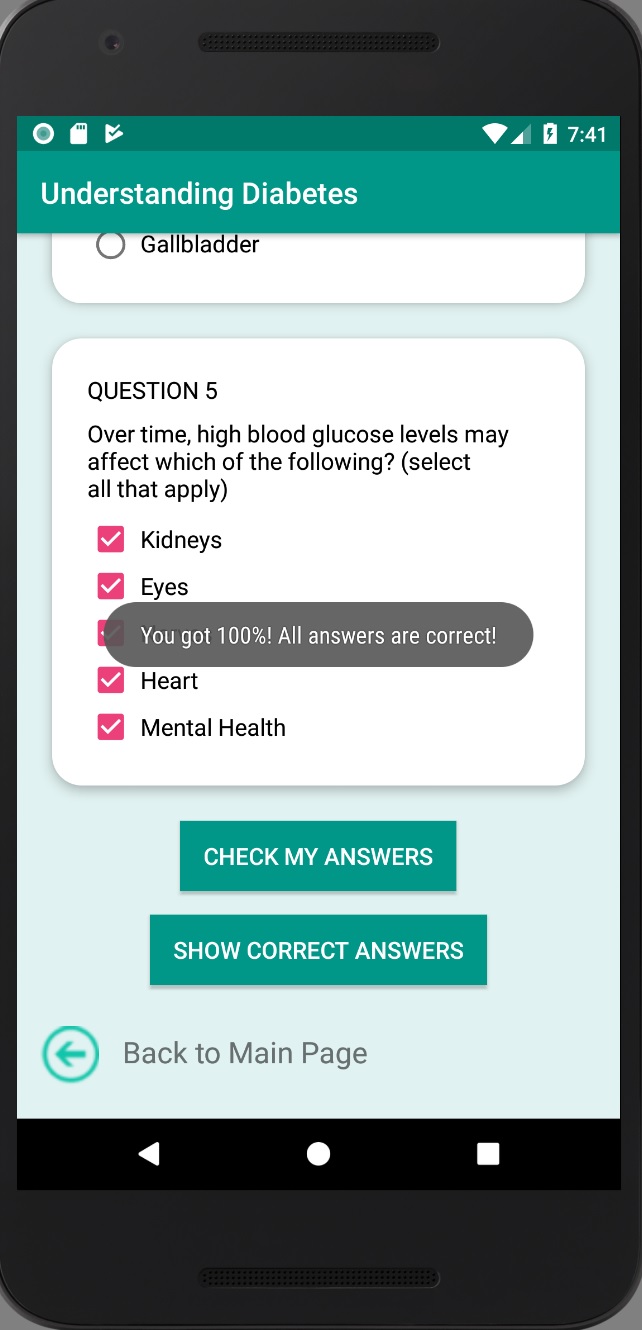 7:41
Understanding Diabetes
Gallbladder
QUESTION 5
Over time, high blood glucose levels may
affect which of the following? (select
all that apply)
Kidneys
Eyes
You got 100%! All answers are correct!
Heart
Mental Health
CHECK MY ANSWERS
SHOW CORRECT ANSWERS
Back to Main Page